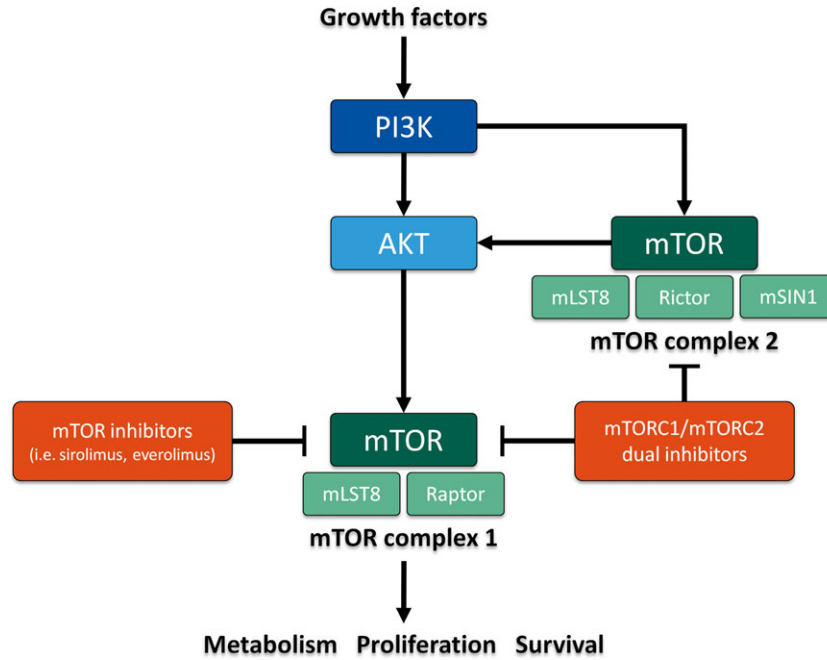 Growth factors
PI3K
AKT
mTOR
mLST8
Rictor
mSIN1
mTOR complex 2
mTOR inhibitors
(i.e. sirolimus, everolimus)
mTOR
mTORC1/mTORC2
dual inhibitors
mLST8
Raptor
mTOR complex 1
Metabolism Proliferation Survival